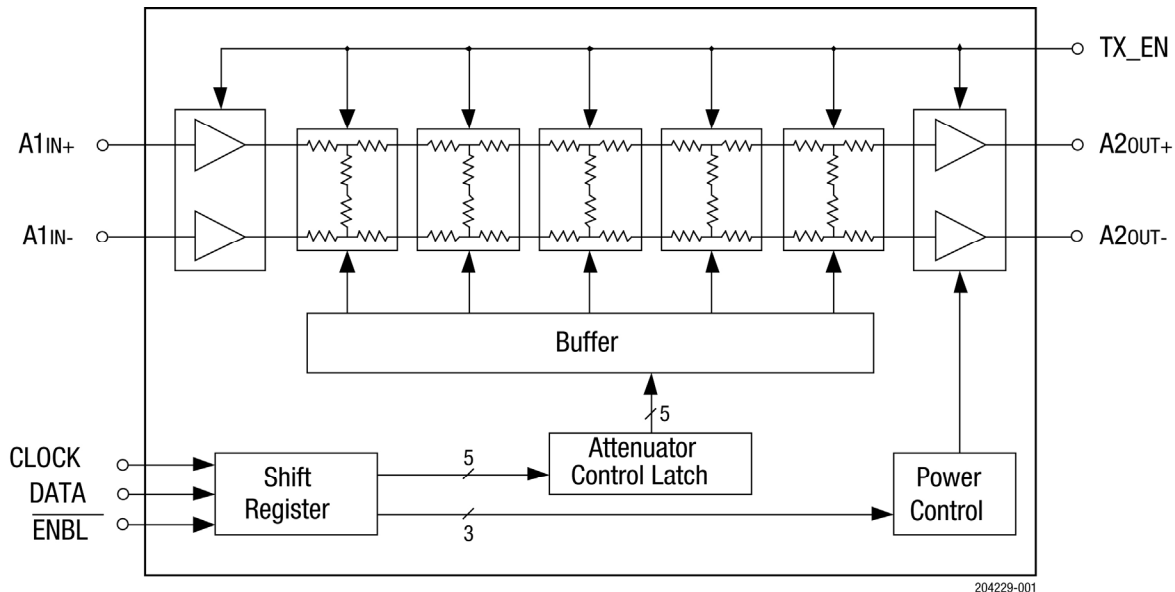 TX_EN
A1IN+
A2OUT+
A1IN-
A2OUT-
Buffer
5
CLOCK
DATA
ENBL
Shift
Register
5
Attenuator
Control Latch
3
Power
Control
204229-001